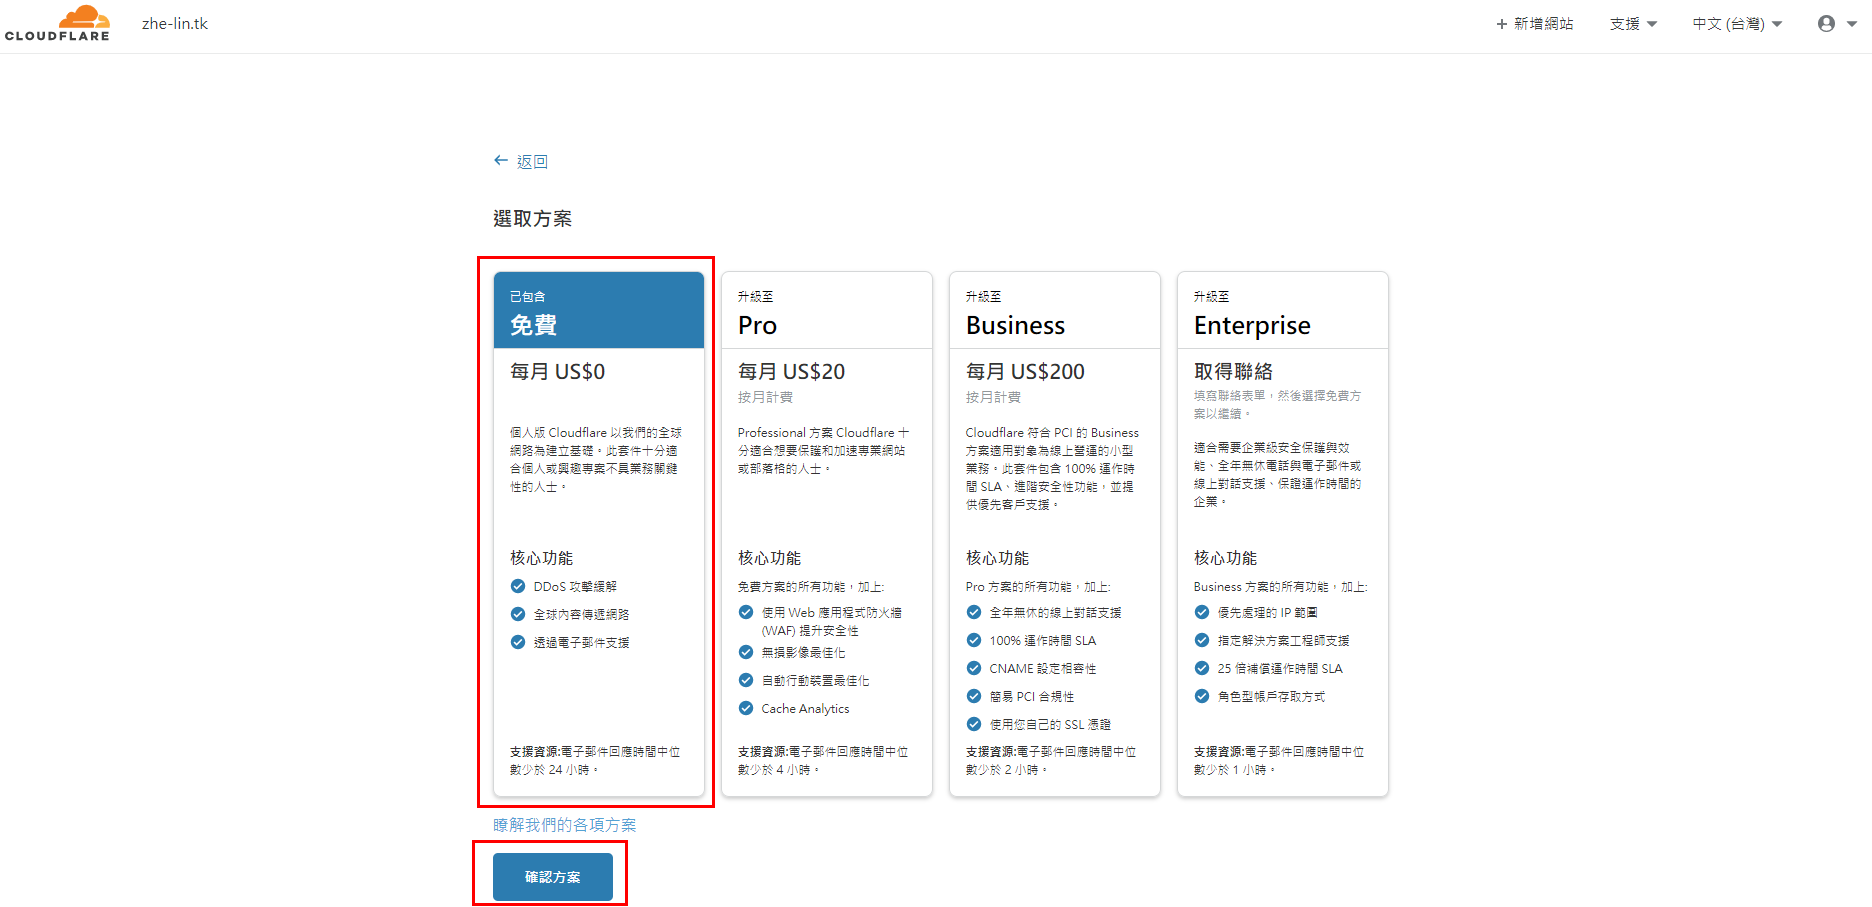 CLOUDFLARE
zhe-lin.tk
+ 新增網站
支援
中文 (台灣)
← 返回
選取方案
已包含
免費
每月 US$0
個人版 Cloudflare 以我們的全球
網路為建立基礎。此套件十分適
合個人或興趣專案不具業務關鍵
性的人士。
核心功能
DDoS 攻擊緩解
全球內容傳遞網路
透過電子郵件支援
支援資源:電子郵件回應時間中位
數少於 24 小時。
升級至
Pro
每月 US$20
按月計費
Professional 方案 Cloudflare 十
分適合想要保護和加速專業網站
或部落格的人士。
核心功能
免費方案的所有功能，加上:
使用 Web 應用程式防火牆
(WAF) 提升安全性
無損影像最佳化
自動行動裝置最佳化
Cache Analytics
支援資源:電子郵件回應時間中位
數少於 4 小時。
升級至
Business
每月 US$200
按月計費
Cloudflare 符合 PCI 的 Business
方案適用對象為線上營運的小型
業務。此套件包含 100% 運作時
間 SLA、進階安全性功能，並提
供優先客戶支援。
核心功能
Pro 方案的所有功能，加上:
全年無休的線上對話支援
100% 運作時間 SLA
CNAME 設定相容性
簡易 PCI 合規性
使用您自己的 SSL 憑證
支援資源:電子郵件回應時間中位
數少於 2 小時。
升級至
Enterprise
取得聯絡
填寫聯絡表單，然後選擇免費方
案以繼續。
適合需要企業級安全保護與效
能、全年無休電話與電子郵件或
線上對話支援、保證運作時間的
企業。
核心功能
Business 方案的所有功能，加上:
優先處理的 IP 範圍
指定解決方案工程師支援
25 倍補償運作時間 SLA
角色型帳戶存取方式
支援資源:電子郵件回應時間中位
數少於 1 小時。
瞭解我們的各項方案
確認方案